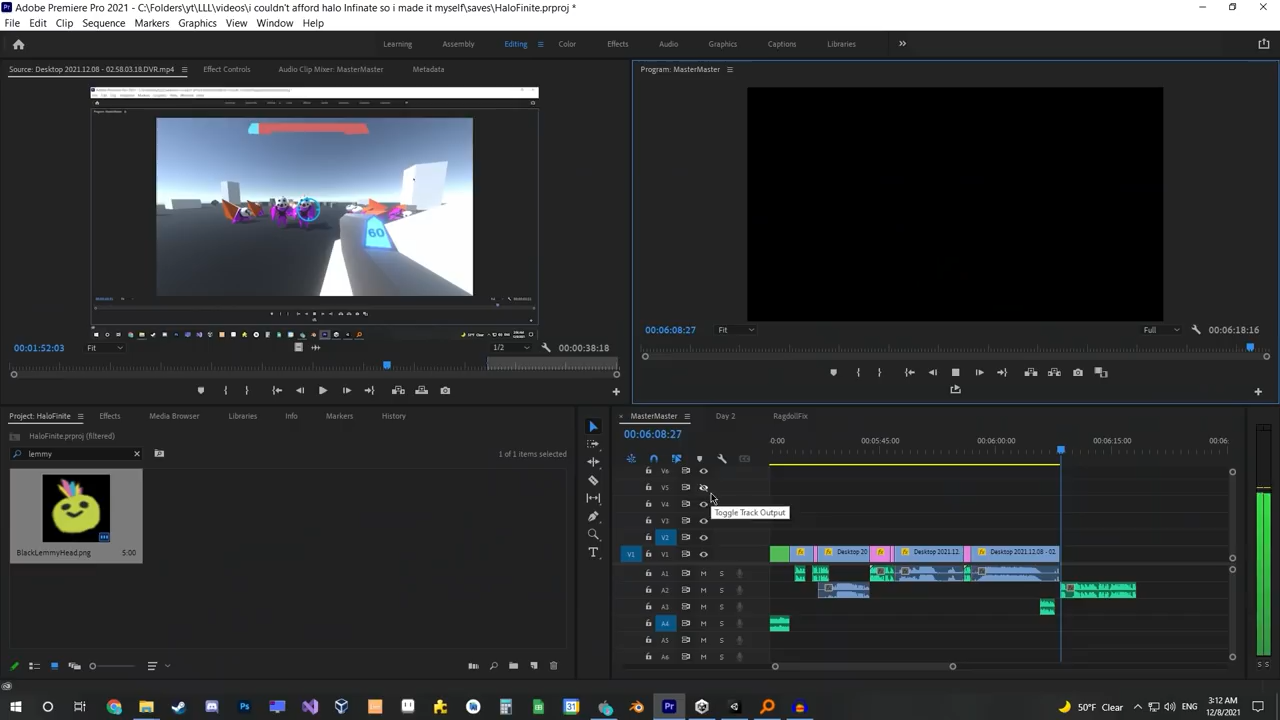 Adobe Premiere Pro 2021 - C:\Folders\yt\LLL\videos\i couldn't afford halo Infinate so i made it myself\saves\HaloFinite.prproj *
File Edit Clip Sequence Markers Graphics View Window Help
Learning Assembly Editing Color Effects Audio Graphics Captions Libraries
Source: Desktop 2021.12.08 - 02.58.03.18.DVR.mp4 Effect Controls Audio Clip Mixer: MasterMaster Metadata
Program: MasterMaster
60
00:01:52:03 Fit 1/2 00:00:38:18
00:06:08:27 Fit Full 00:06:18:16
Project: HaloFinite Effects Media Browser Libraries Info Markers History
HaloFinite.prproj (filtered)
lemmy 1 of 1 items selected
BlackLemmyHead.png 5:00
MasterMaster Day 2 RagdollFix
00:06:08:27
:0:00 00:05:45:00 00:06:00:00 00:06:15:00 00:06:
V6
V5
V4
Toggle Track Output
V3
V2
V1 V1 Desktop 20 Desktop 2021.12. Desktop 2021.12.08 - 02
A1 M S
A2 M S
A3 M S
A4 M S
A5 M S
A6 M S
S S
50°F Clear 3:12 AM
12/8/2021